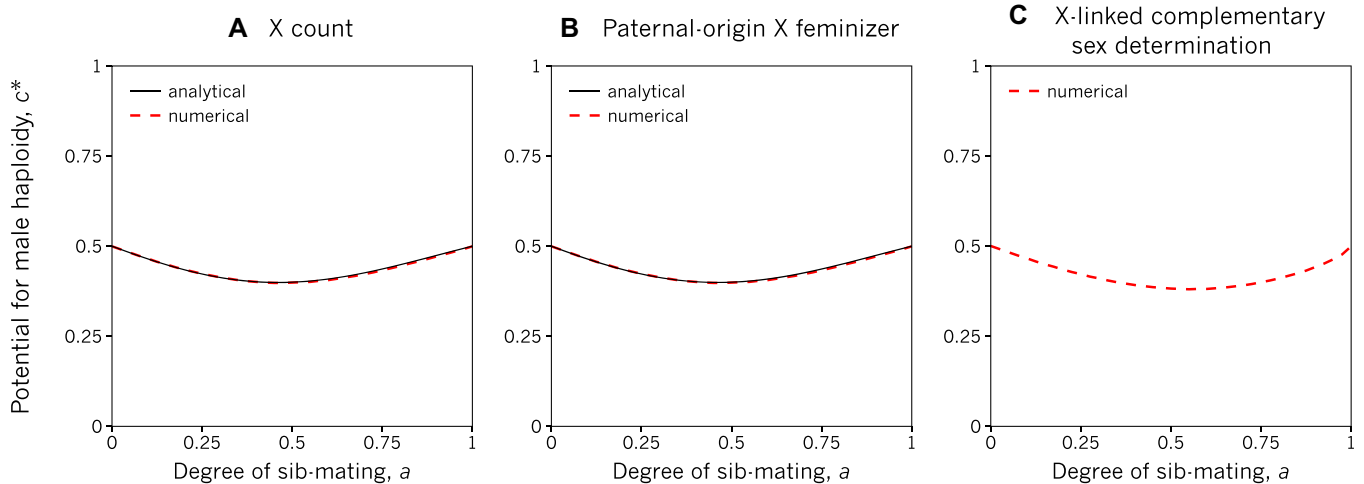 A X count
B Paternal-origin X feminizer
C X-linked complementary
sex determination
Potential for male haploidy, c*
1
0.75
0.5
0.25
0
analytical
numerical
0
0.25
0.5
0.75
1
Degree of sib-mating, a
1
0.75
0.5
0.25
0
analytical
numerical
0
0.25
0.5
0.75
1
Degree of sib-mating, a
1
0.75
0.5
0.25
0
numerical
0
0.25
0.5
0.75
1
Degree of sib-mating, a